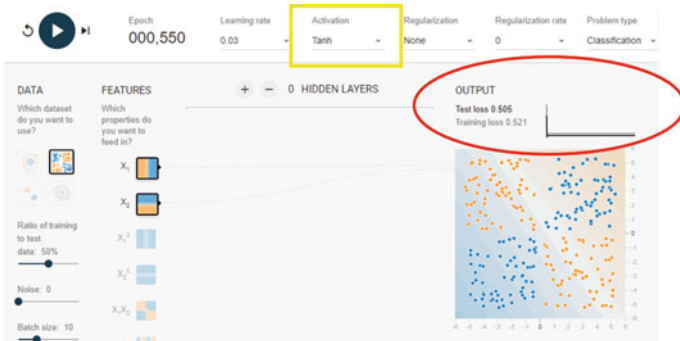 Epoch
000,550
Learning rate
0.03
Activation
Tanh
Regularization
None
Regularization rate
0
Problem type
Classification
DATA
Which dataset
do you want to
use?
Ratio of training
to test
data: 50%
Noise: 0
Batch size: 10
FEATURES
Which
properties do
you want to
feed in?
X₁
X₂
X₁²
X₂²
X₁X₂
+ − 0 HIDDEN LAYERS
OUTPUT
Test loss 0.505
Training loss 0.521